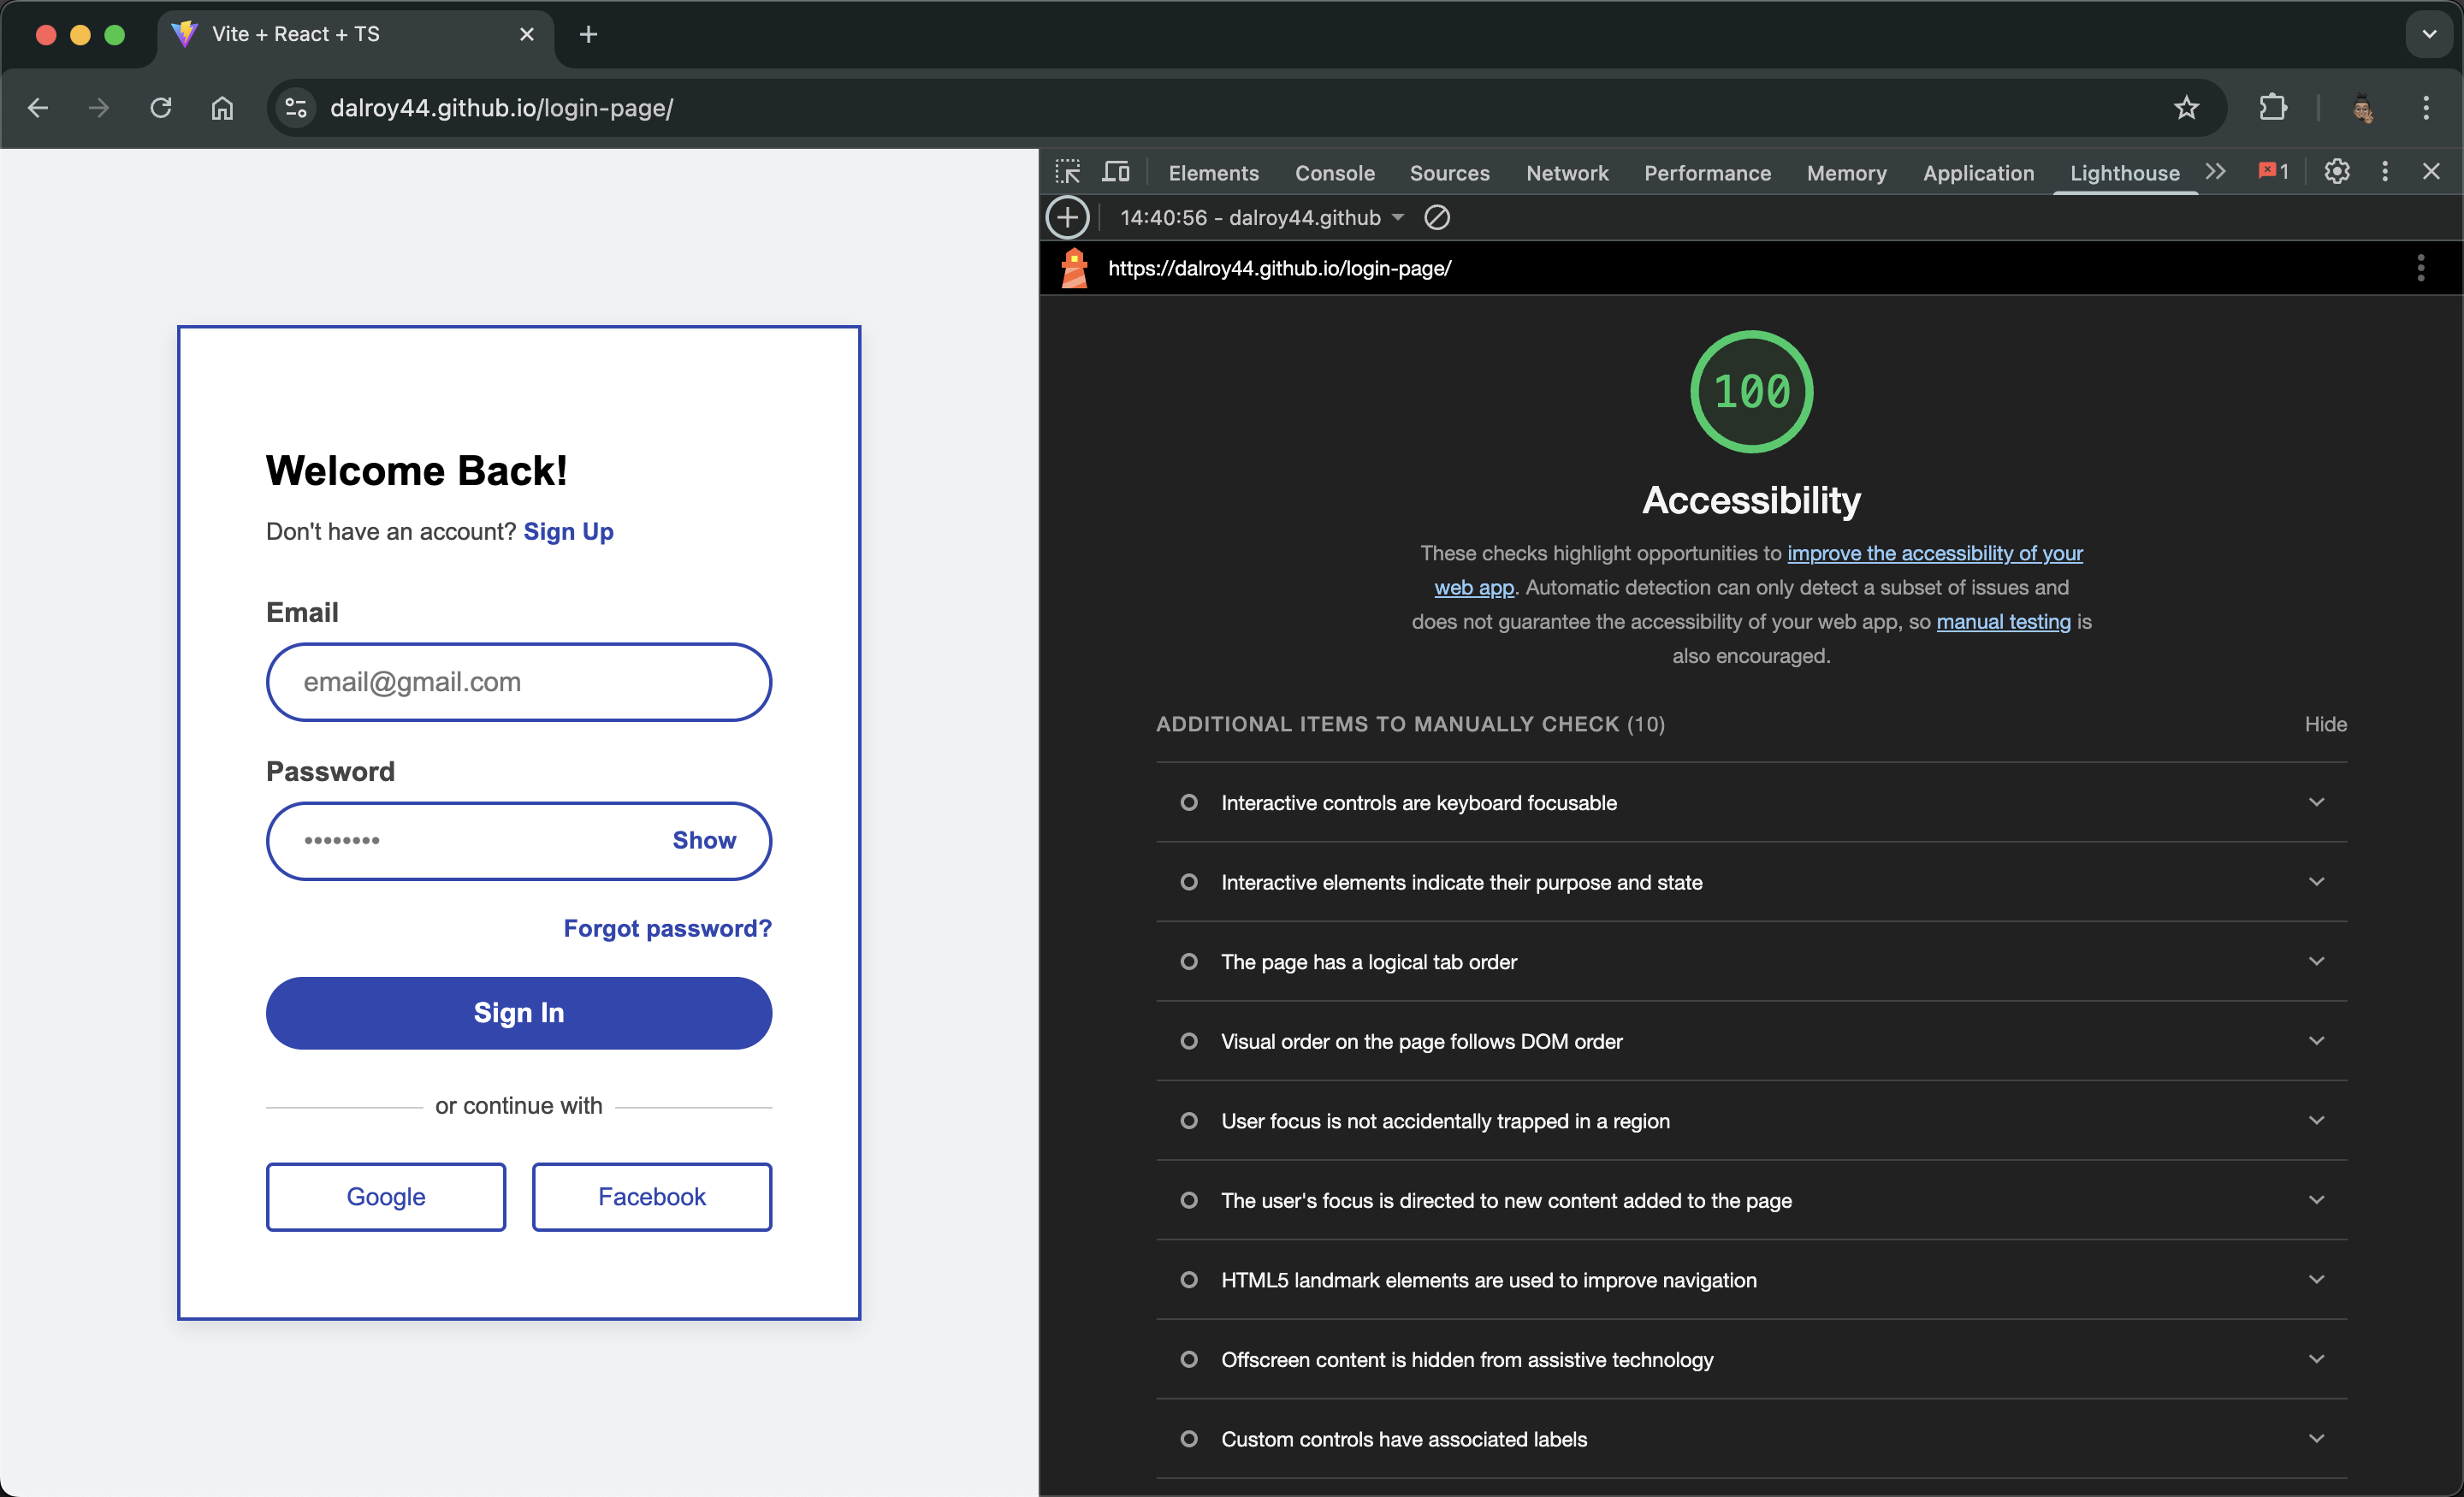 Vite + React + TS
dalroy44.github.io/login-page/
Welcome Back!
Don't have an account? Sign Up
Email
email@gmail.com
Password
••••••••
Show
Forgot password?
Sign In
or continue with
Google
Facebook
Elements Console Sources Network Performance Memory Application Lighthouse 1
14:40:56 - dalroy44.github
https://dalroy44.github.io/login-page/
100
Accessibility
These checks highlight opportunities to improve the accessibility of your
web app. Automatic detection can only detect a subset of issues and
does not guarantee the accessibility of your web app, so manual testing is
also encouraged.
ADDITIONAL ITEMS TO MANUALLY CHECK (10)
Hide
Interactive controls are keyboard focusable
Interactive elements indicate their purpose and state
The page has a logical tab order
Visual order on the page follows DOM order
User focus is not accidentally trapped in a region
The user's focus is directed to new content added to the page
HTML5 landmark elements are used to improve navigation
Offscreen content is hidden from assistive technology
Custom controls have associated labels